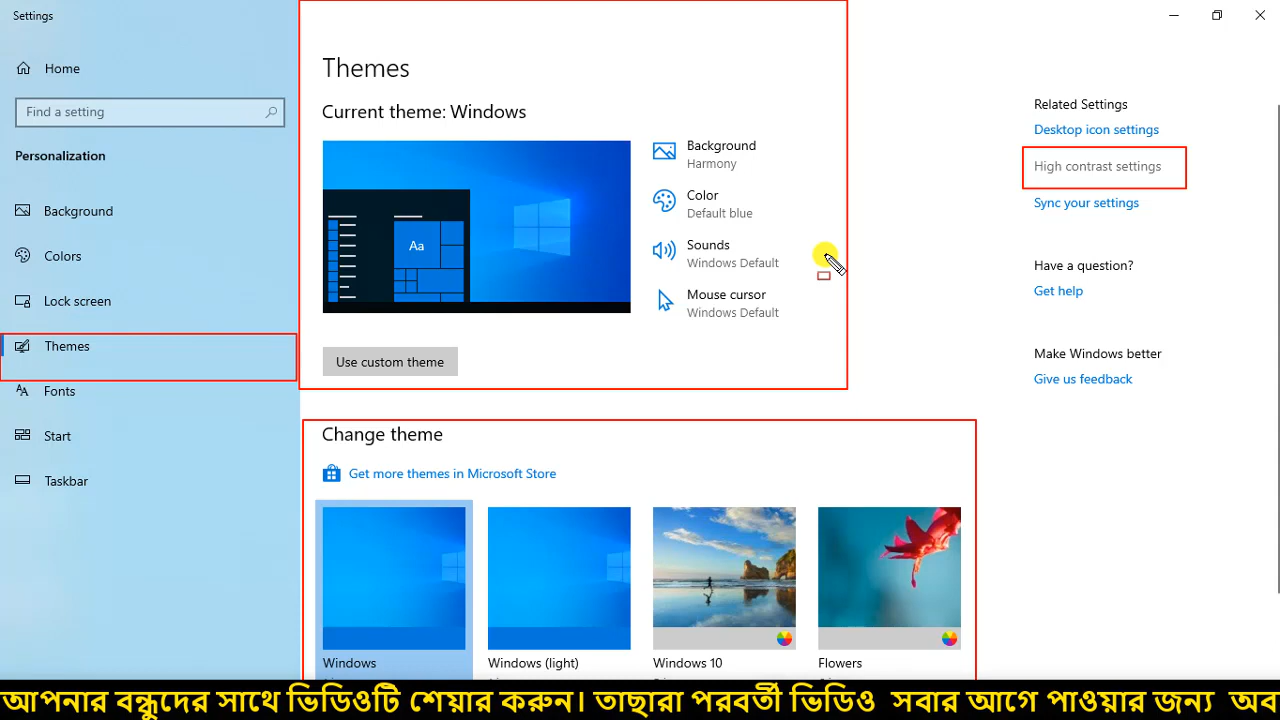 Settings
Home
Find a setting
Personalization
Background
Colors
Lock screen
Themes
Fonts
Start
Taskbar
Themes
Current theme: Windows
Aa
Background
Harmony
Color
Default blue
Sounds
Windows Default
Mouse cursor
Windows Default
Use custom theme
Change theme
Get more themes in Microsoft Store
Windows
Windows (light)
Windows 10
Flowers
Related Settings
Desktop icon settings
High contrast settings
Sync your settings
Have a question?
Get help
Make Windows better
Give us feedback
আপনার বন্ধুদের সাথে ভিডিওটি শেয়ার করুন। তাছারা পরবর্তী ভিডিও সবার আগে পাওয়ার জন্য অব